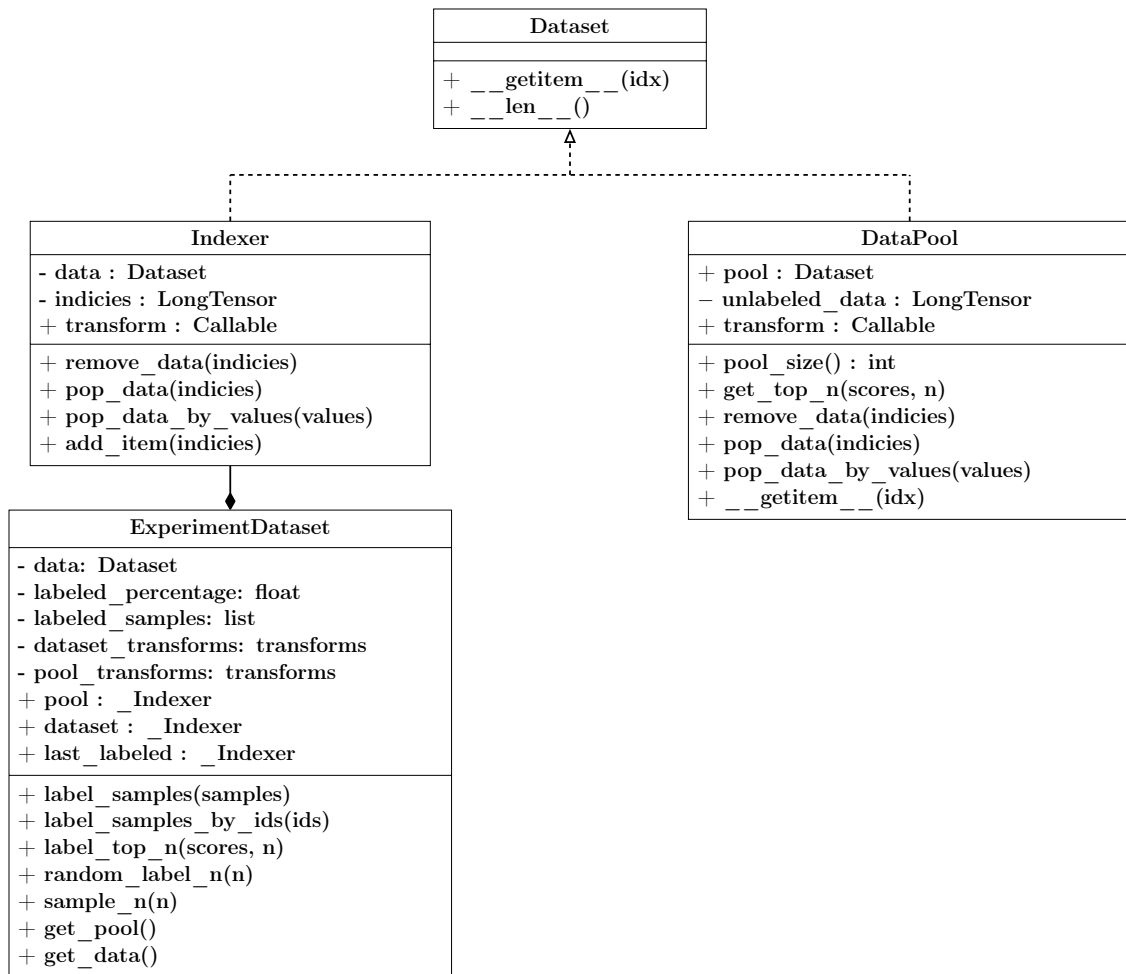 Dataset
+ __getitem__(idx)
+ __len__()
Indexer
- data : Dataset
- indicies : LongTensor
+ transform : Callable
+ remove_data(indicies)
+ pop_data(indicies)
+ pop_data_by_values(values)
+ add_item(indicies)
DataPool
+ pool : Dataset
− unlabeled_data : LongTensor
+ transform : Callable
+ pool_size() : int
+ get_top_n(scores, n)
+ remove_data(indicies)
+ pop_data(indicies)
+ pop_data_by_values(values)
+ __getitem__(idx)
ExperimentDataset
- data: Dataset
- labeled_percentage: float
- labeled_samples: list
- dataset_transforms: transforms
- pool_transforms: transforms
+ pool : _Indexer
+ dataset : _Indexer
+ last_labeled : _Indexer
+ label_samples(samples)
+ label_samples_by_ids(ids)
+ label_top_n(scores, n)
+ random_label_n(n)
+ sample_n(n)
+ get_pool()
+ get_data()